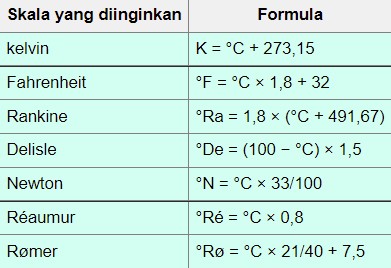 Skala yang diinginkan Formula
kelvin K = °C + 273,15
Fahrenheit °F = °C × 1,8 + 32
Rankine °Ra = 1,8 × (°C + 491,67)
Delisle °De = (100 − °C) × 1,5
Newton °N = °C × 33/100
Réaumur °Ré = °C × 0,8
Rømer °Rø = °C × 21/40 + 7,5